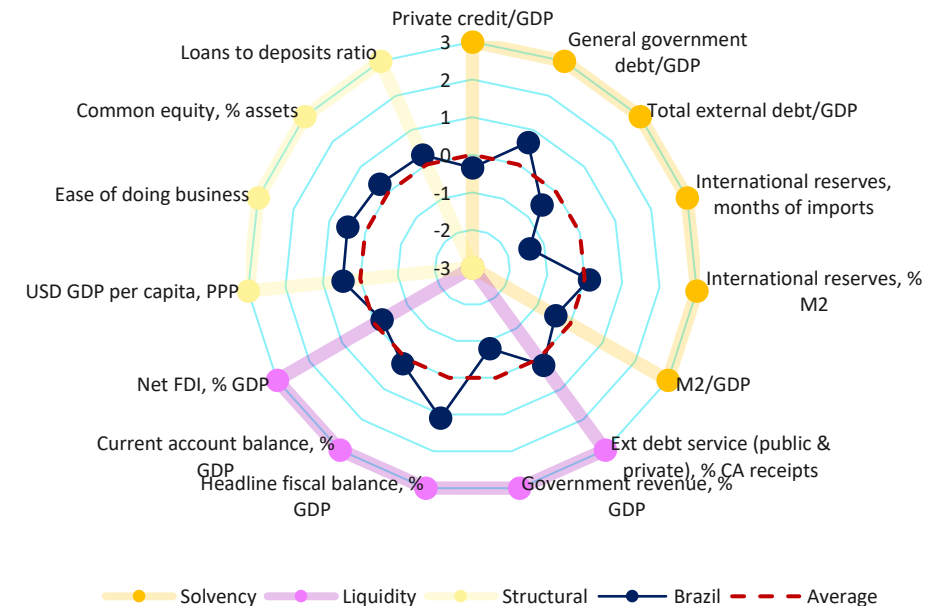 Private credit/GDP
General government
debt/GDP
Total external debt/GDP
International reserves,
months of imports
International reserves, %
M2
M2/GDP
Ext debt service (public &
private), % CA receipts
Government revenue, %
GDP
Headline fiscal balance, %
GDP
Current account balance, %
GDP
Net FDI, % GDP
USD GDP per capita, PPP
Ease of doing business
Common equity, % assets
Loans to deposits ratio
3
2
1
0
-1
-2
-3
Solvency Liquidity Structural Brazil Average